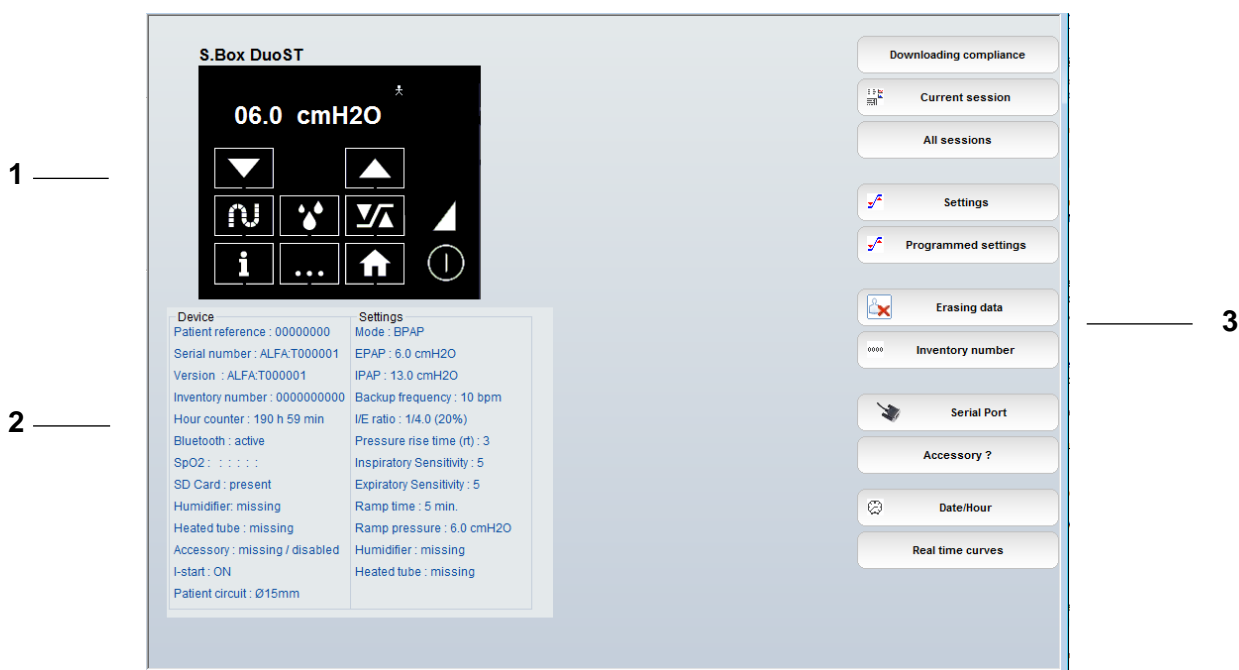 S.Box DuoST
06.0 cmH2O
i
...
1
2
3
Device
Patient reference : 00000000
Serial number : ALFA:T000001
Version : ALFA:T000001
Inventory number : 0000000000
Hour counter : 190 h 59 min
Bluetooth : active
SpO2 : : : : : :
SD Card : present
Humidifier: missing
Heated tube : missing
Accessory : missing / disabled
I-start : ON
Patient circuit : Ø15mm
Settings
Mode : BPAP
EPAP : 6.0 cmH2O
IPAP : 13.0 cmH2O
Backup frequency : 10 bpm
I/E ratio : 1/4.0 (20%)
Pressure rise time (rt) : 3
Inspiratory Sensitivity : 5
Expiratory Sensitivity : 5
Ramp time : 5 min.
Ramp pressure : 6.0 cmH2O
Humidifier : missing
Heated tube : missing
Downloading compliance
Current session
All sessions
Settings
Programmed settings
Erasing data
0000 Inventory number
Serial Port
Accessory ?
Date/Hour
Real time curves